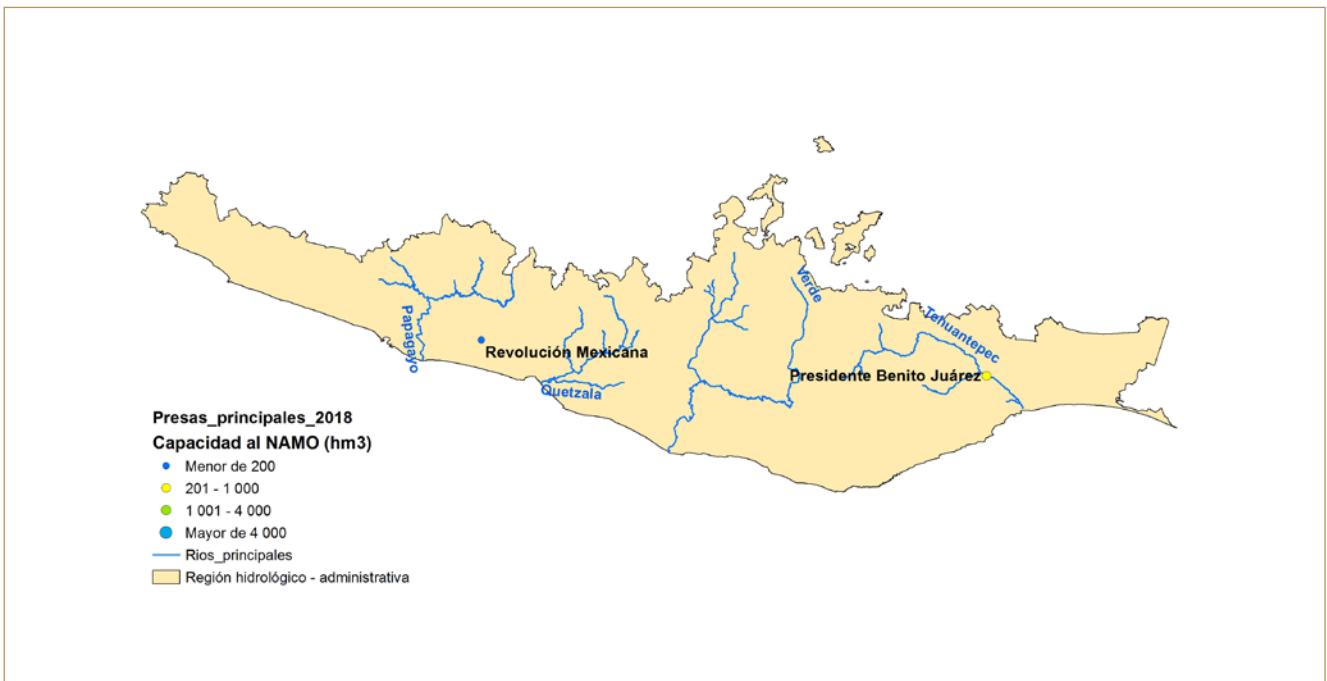 Verde
Tehuantepec
Papagayo
Revolución Mexicana
Presidente Benito Juárez
Quetzala
Presas_principales_2018
Capacidad al NAMO (hm3)
Menor de 200
201 - 1 000
1 001 - 4 000
Mayor de 4 000
Rios_principales
Región hidrológico - administrativa